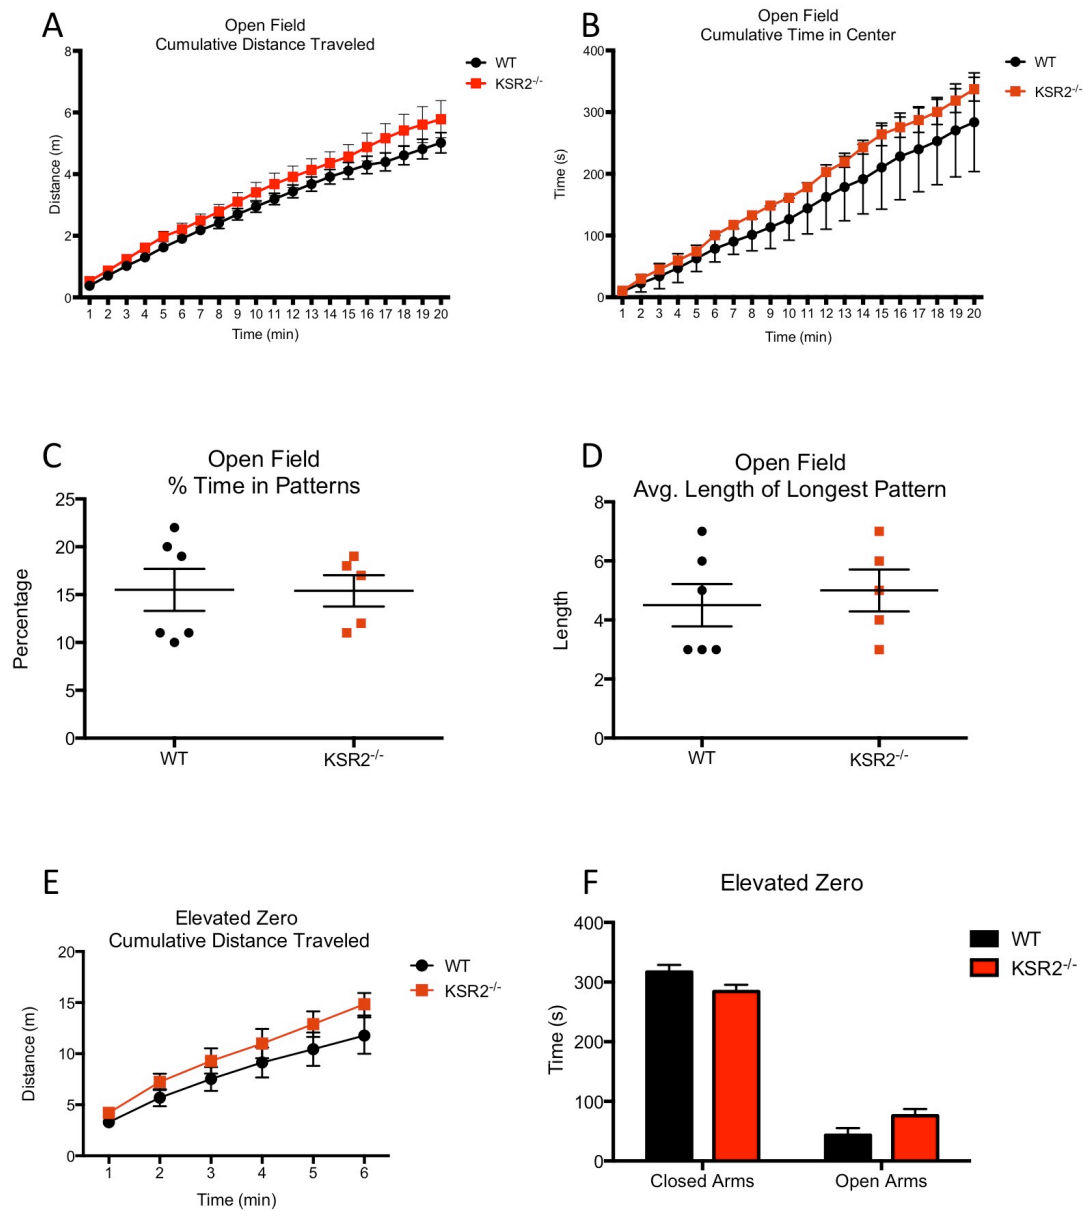 A
Open Field
Cumulative Distance Traveled
8
6
4
2
0
Distance (m)
1 2 3 4 5 6 7 8 9 10 11 12 13 14 15 16 17 18 19 20
Time (min)
WT
KSR2-/-
B
Open Field
Cumulative Time in Center
400
300
200
100
0
Time (s)
1 2 3 4 5 6 7 8 9 10 11 12 13 14 15 16 17 18 19 20
Time (min)
WT
KSR2-/-
C
Open Field
% Time in Patterns
25
20
15
10
5
0
Percentage
WT KSR2-/-
D
Open Field
Avg. Length of Longest Pattern
8
6
4
2
0
Length
WT KSR2-/-
E
Elevated Zero
Cumulative Distance Traveled
20
15
10
5
0
Distance (m)
1 2 3 4 5 6
Time (min)
WT
KSR2-/-
F
Elevated Zero
400
300
200
100
0
Time (s)
Closed Arms Open Arms
WT
KSR2-/-